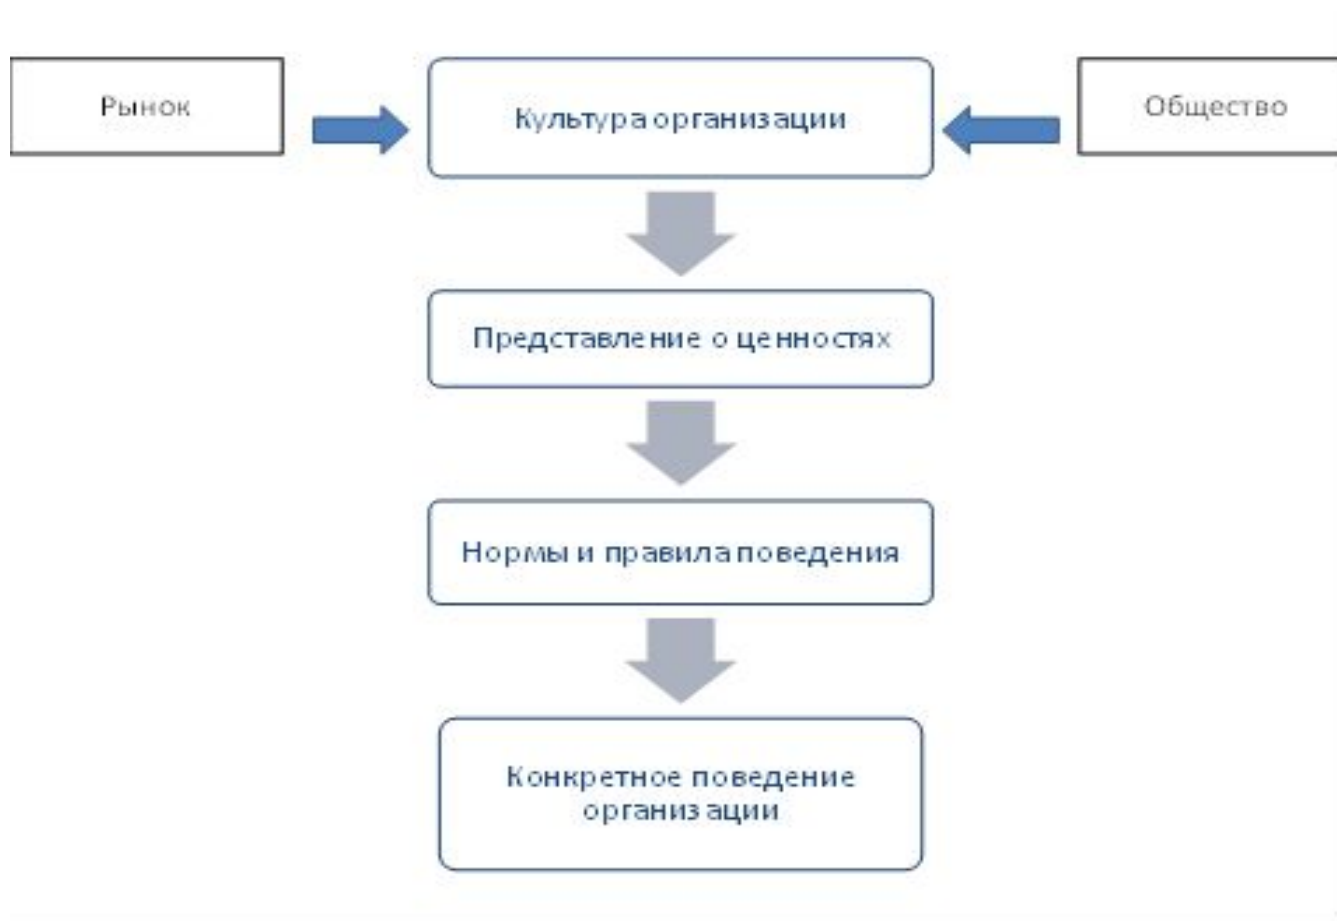 Рынок
Культура организации
Общество
Представление о ценностях
Нормы и правила поведения
Конкретное поведение
организации